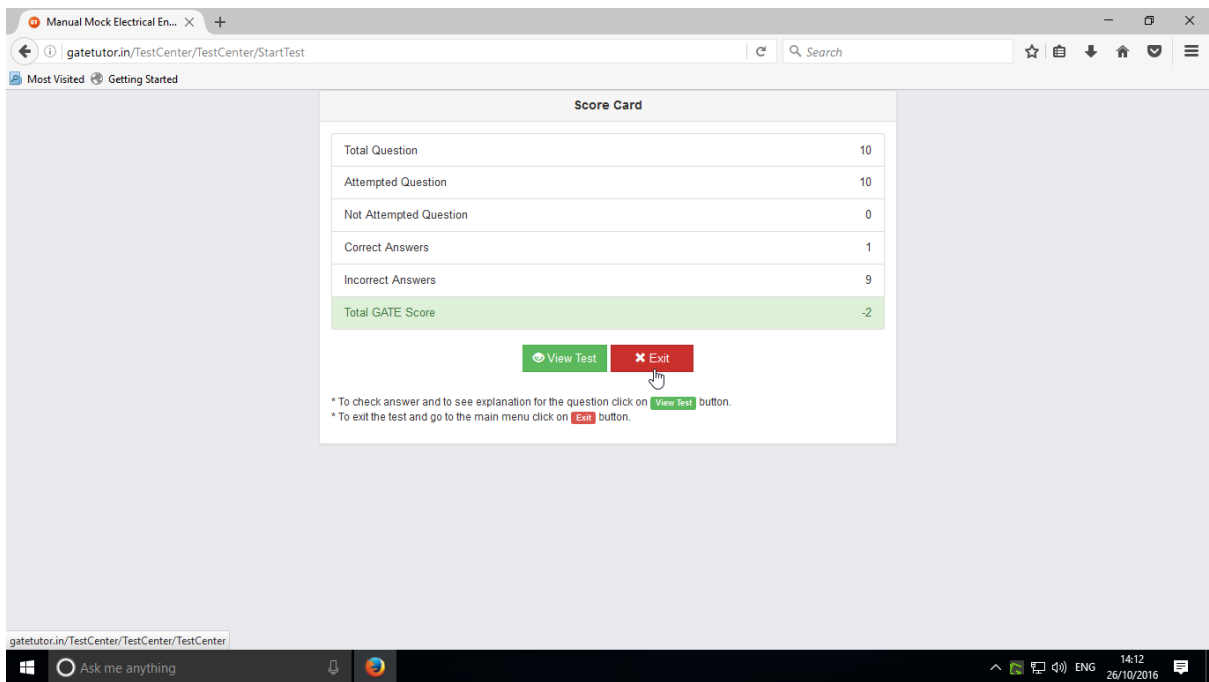 Manual Mock Electrical En...
gatetutor.in/TestCenter/TestCenter/StartTest
Search
Most Visited Getting Started
Score Card
Total Question 10
Attempted Question 10
Not Attempted Question 0
Correct Answers 1
Incorrect Answers 9
Total GATE Score -2
View Test Exit
* To check answer and to see explanation for the question click on View Test button.
* To exit the test and go to the main menu click on Exit button.
gatetutor.in/TestCenter/TestCenter/TestCenter
Ask me anything
ENG
14:12
26/10/2016